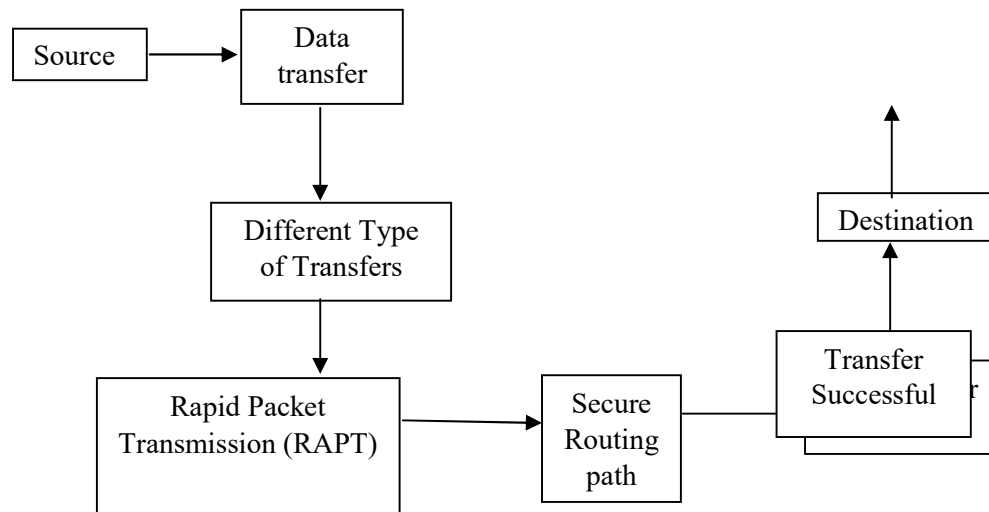 Source
Data
transfer
Different Type
of Transfers
Rapid Packet
Transmission (RAPT)
Secure
Routing
path
Transfer
Successful
r
Destination